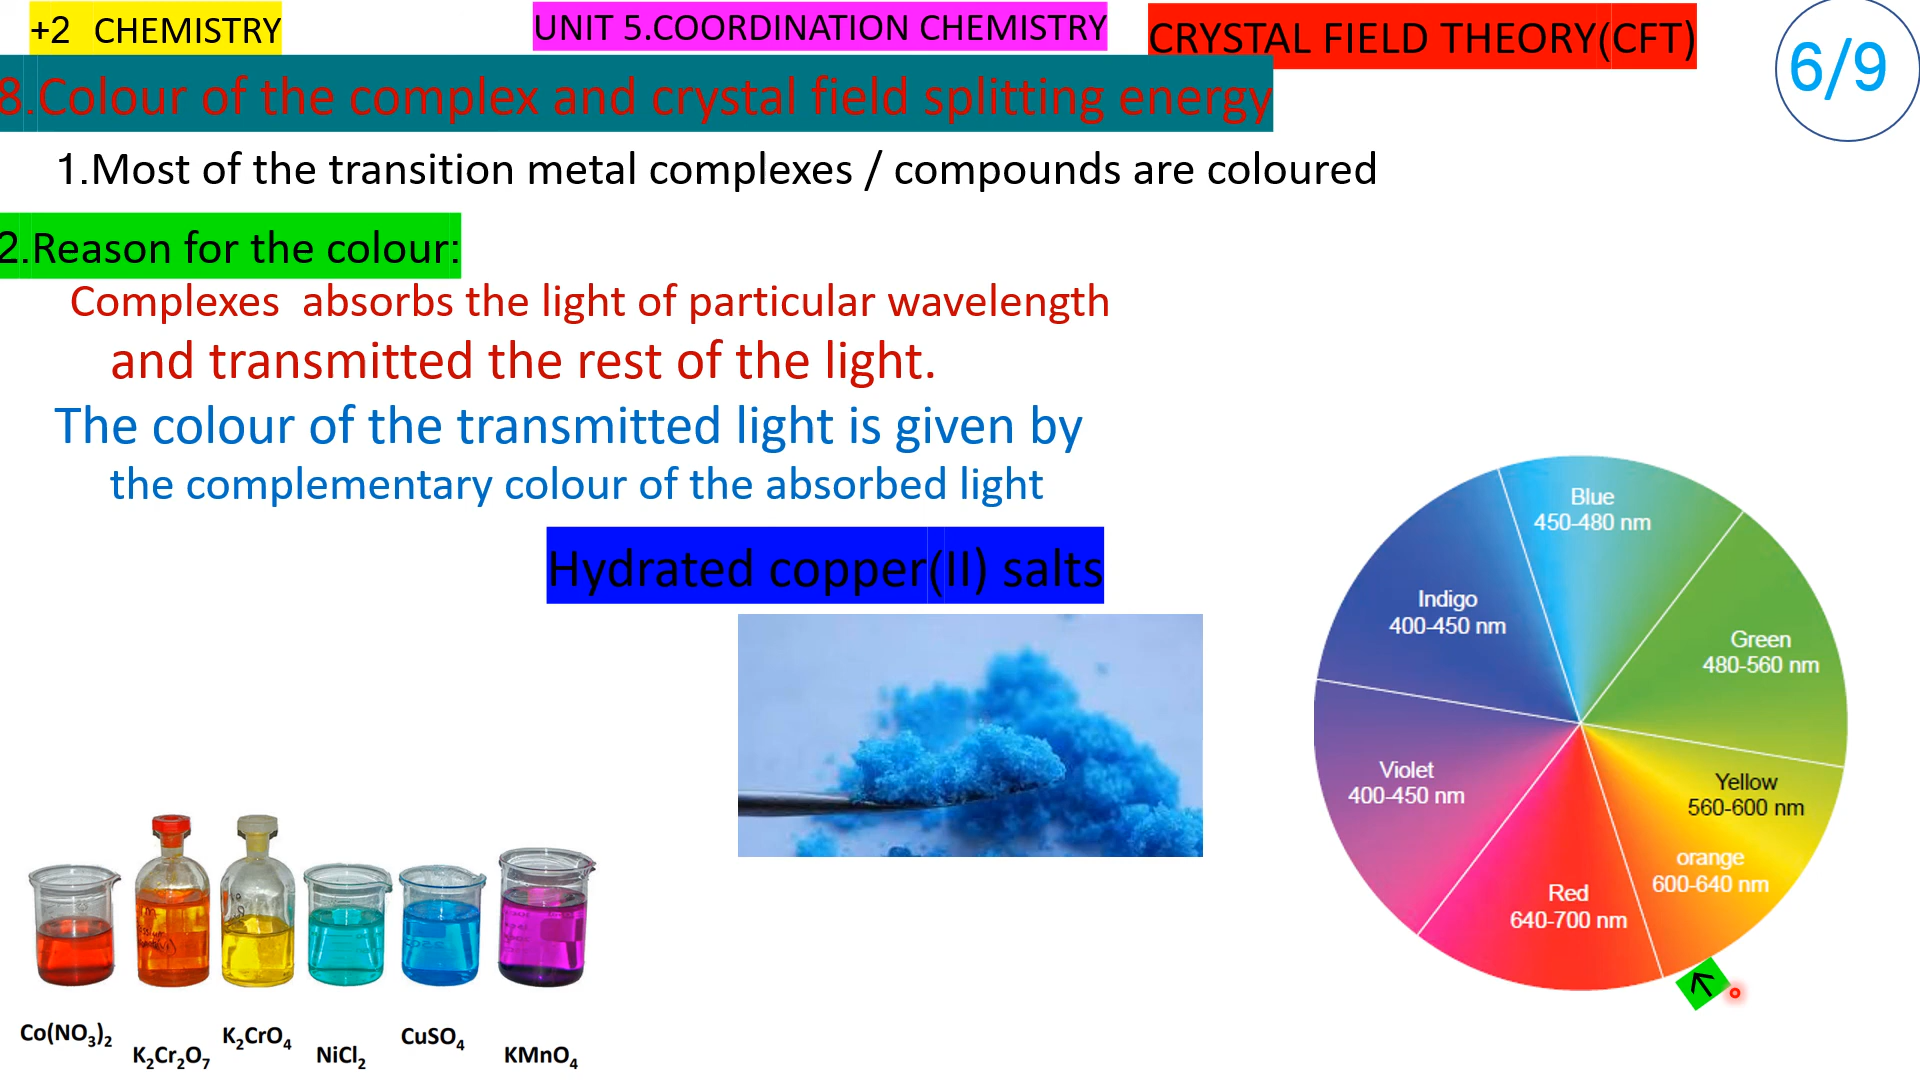 +2 CHEMISTRY
UNIT 5.COORDINATION CHEMISTRY
CRYSTAL FIELD THEORY(CFT)
6/9
8.Colour of the complex and crystal field splitting energy
1.Most of the transition metal complexes / compounds are coloured
2.Reason for the colour:
Complexes absorbs the light of particular wavelength
and transmitted the rest of the light.
The colour of the transmitted light is given by
the complementary colour of the absorbed light
Hydrated copper(II) salts
Blue
450-480 nm
Indigo
400-450 nm
Green
480-560 nm
Violet
400-450 nm
Yellow
560-600 nm
orange
600-640 nm
Red
640-700 nm
Co(NO₃)₂
K₂Cr₂O₇
K₂CrO₄
NiCl₂
CuSO₄
KMnO₄